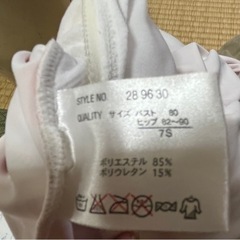 STYLE NO 28 96 30
QUALITY サイズ バスト 80
ヒップ 82〜90
7S
ポリエステル 85%
ポリウレタン 15%